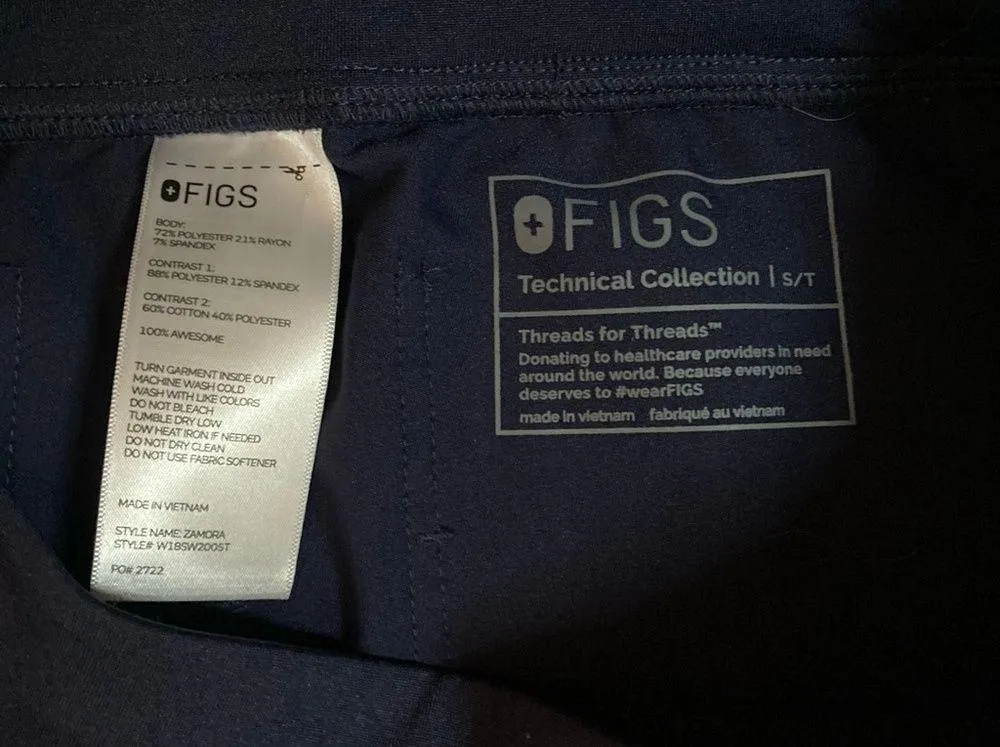 FIGS
BODY:
72% POLYESTER 21% RAYON
7% SPANDEX
CONTRAST 1:
88% POLYESTER 12% SPANDEX
CONTRAST 2:
60% COTTON 40% POLYESTER
100% AWESOME
TURN GARMENT INSIDE OUT
MACHINE WASH COLD
WASH WITH LIKE COLORS
DO NOT BLEACH
TUMBLE DRY LOW
LOW HEAT IRON IF NEEDED
DO NOT DRY CLEAN
DO NOT USE FABRIC SOFTENER
MADE IN VIETNAM
STYLE NAME: ZAMORA
STYLE# W18SW2005T
PO# 2722
FIGS
Technical Collection | S/T
Threads for Threads™
Donating to healthcare providers in need
around the world. Because everyone
deserves to #wearFIGS
made in vietnam fabriqué au vietnam